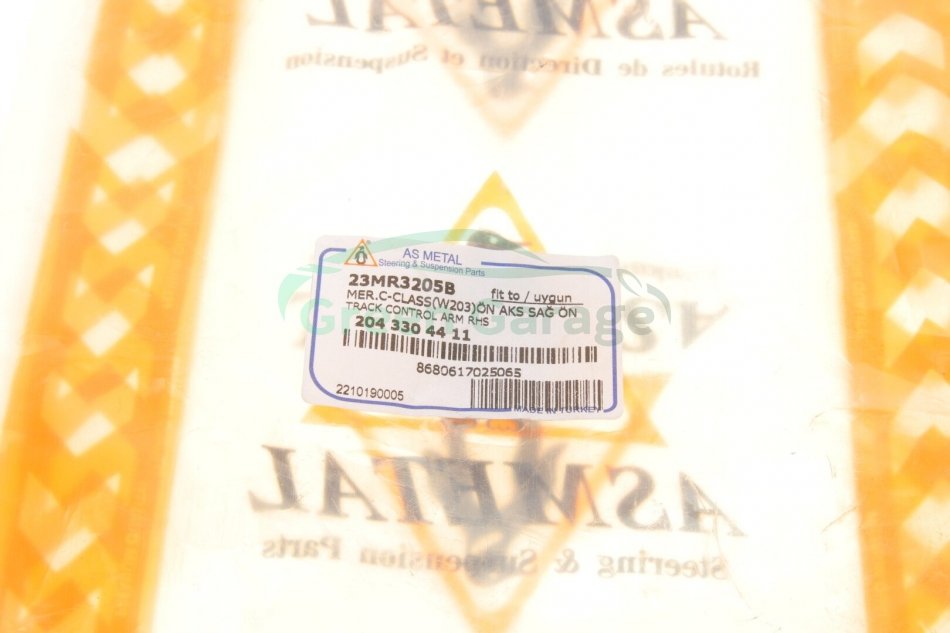 ASMETAL
Rotules de Direction et Suspension
AS METAL
Steering & Suspension Parts
23MR3205B fit to / uygun
MER.C-CLASS(W203)ÖN AKS SAĞ ÖN
TRACK CONTROL ARM RHS
204 330 44 11
8680617025065
2210190005
MADE IN TURKEY
Garage
ASMETAL
Steering & Suspension Parts